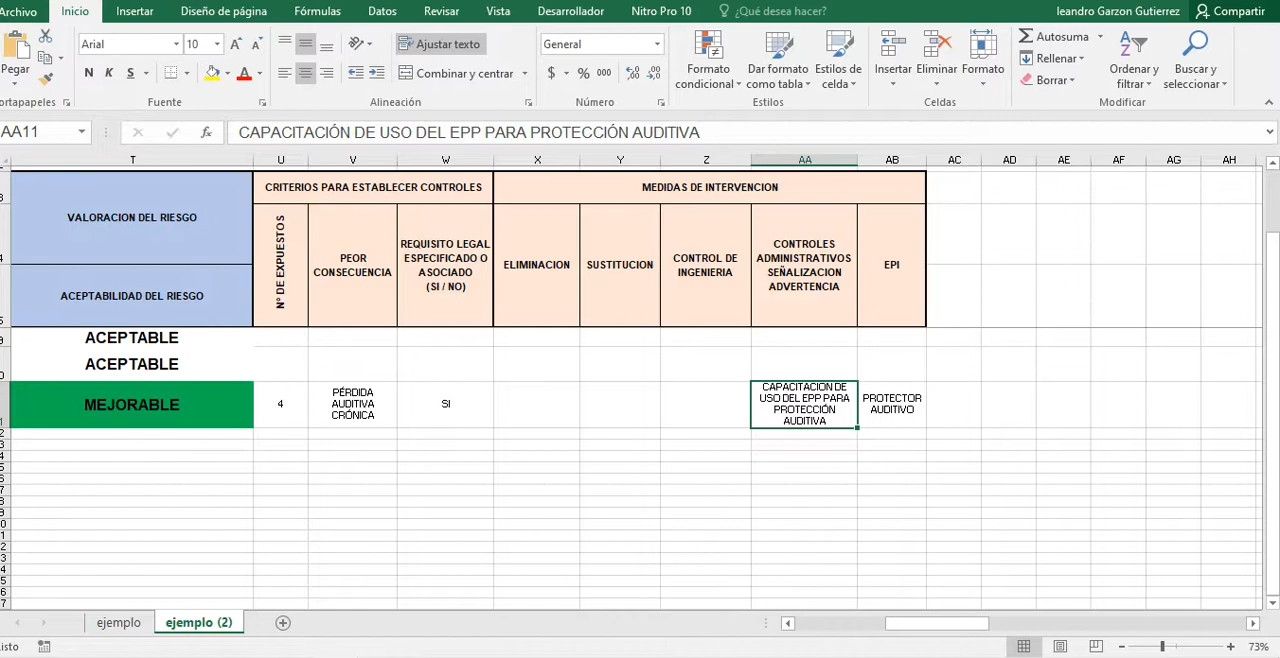 Archivo Inicio Insertar Diseño de página Fórmulas Datos Revisar Vista Desarrollador Nitro Pro 10 ¿Qué desea hacer? leandro Garzon Gutierrez Compartir
Pegar
Arial 10
Ajustar texto
General
Autosuma
Rellenar
Borrar
N K S
Combinar y centrar
$ % 000
Formato condicional
Dar formato como tabla
Estilos de celda
Insertar Eliminar Formato
Ordenar y filtrar
Buscar y seleccionar
ortapapeles Fuente Alineación Número Estilos Celdas Modificar
AA11 fx CAPACITACIÓN DE USO DEL EPP PARA PROTECCIÓN AUDITIVA
T U V W X Y Z AA AB AC AD AE AF AG AH
VALORACION DEL RIESGO
ACEPTABILIDAD DEL RIESGO
CRITERIOS PARA ESTABLECER CONTROLES
MEDIDAS DE INTERVENCION
Nº DE EXPUESTOS
PEOR
CONSECUENCIA
REQUISITO LEGAL
ESPECIFICADO O
ASOCIADO
(SI / NO)
ELIMINACION
SUSTITUCION
CONTROL DE
INGENIERIA
CONTROLES
ADMINISTRATIVOS
SEÑALIZACION
ADVERTENCIA
EPI
ACEPTABLE
ACEPTABLE
MEJORABLE
4
PÉRDIDA
AUDITIVA
CRÓNICA
SI
CAPACITACIÓN DE
USO DEL EPP PARA
PROTECCIÓN
AUDITIVA
PROTECTOR
AUDITIVO
ejemplo ejemplo (2)
isto
73%